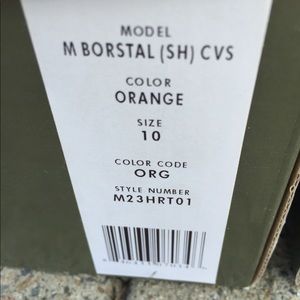 MODEL
M BORSTAL (SH) CVS
COLOR
ORANGE
SIZE
10
COLOR CODE
ORG
STYLE NUMBER
M23HRT01